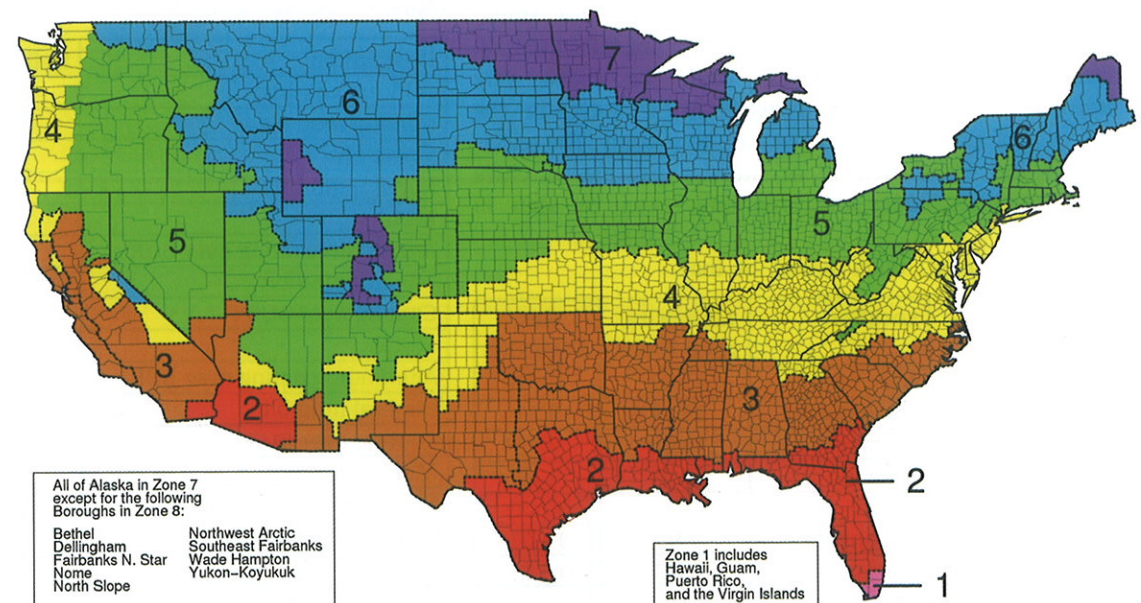 7
6
4
6
5
5
4
3
3
2
2
2
1
All of Alaska in Zone 7
except for the following
Boroughs in Zone 8:
Bethel
Dellingham
Fairbanks N. Star
Nome
North Slope
Northwest Arctic
Southeast Fairbanks
Wade Hampton
Yukon-Koyukuk
Zone 1 includes
Hawaii, Guam,
Puerto Rico,
and the Virgin Islands